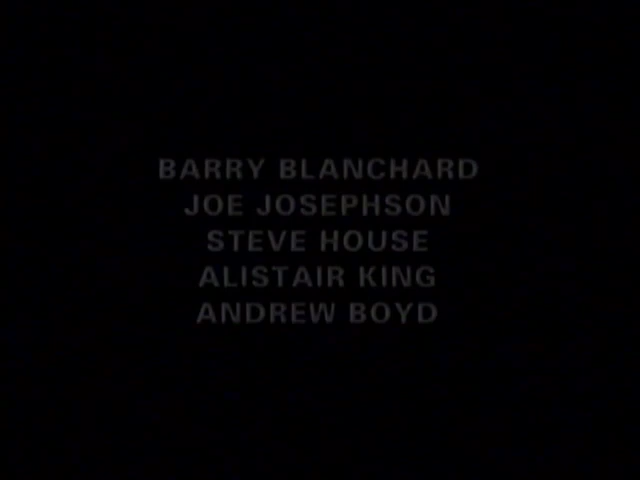 BARRY BLANCHARD
JOE JOSEPHSON
STEVE HOUSE
ALISTAIR KING
ANDREW BOYD